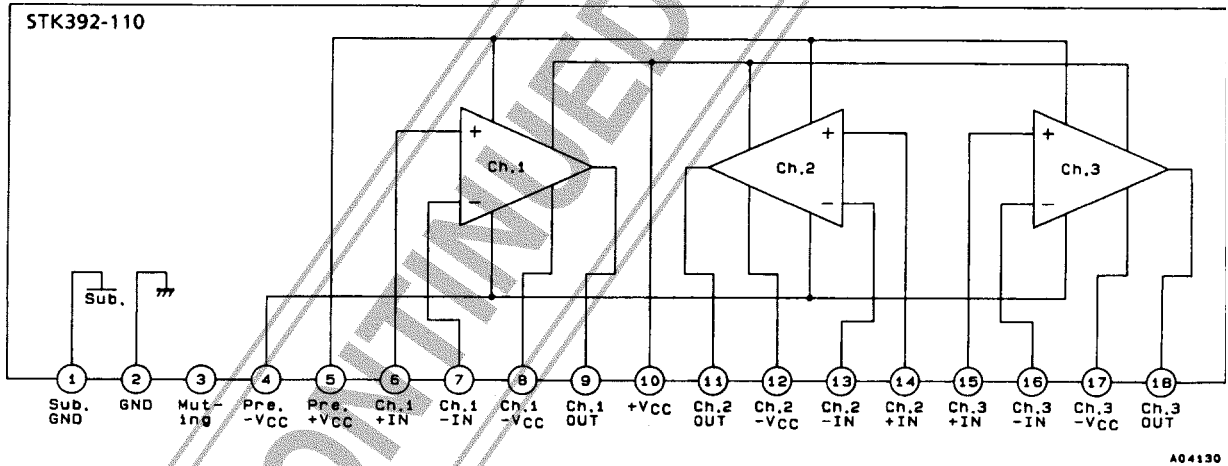 STK392-110
+
Ch.1
−
Ch.2
+
−
+
Ch.3
−
Sub.
1
2
3
4
5
6
7
8
9
10
11
12
13
14
15
16
17
18
Sub.
GND
GND
Mut-
ing
Pre.
-VCC
Pre.
+VCC
Ch.1
+IN
Ch.1
-IN
Ch.1
-VCC
Ch.1
OUT
+VCC
Ch.2
OUT
Ch.2
-VCC
Ch.2
-IN
Ch.2
+IN
Ch.3
+IN
Ch.3
-IN
Ch.3
-VCC
Ch.3
OUT
A04130
ONTINUED